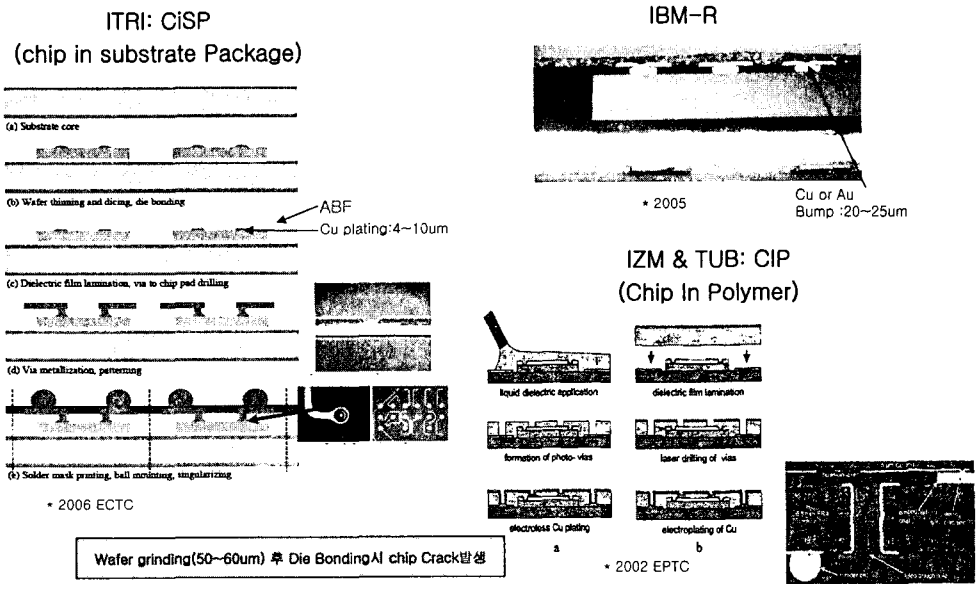 ITRI: CiSP
(chip in substrate Package)
(a) Substrate core
(b) Wafer thinning and dicing, die bonding
ABF
Cu plating:4~10um
(c) Dielectric film lamination, via to chip pad drilling
(d) Via metallization, patterning
(e) Solder mask printing, ball mounting, singularizing
* 2006 ECTC
IBM-R
Cu or Au
Bump :20~25um
* 2005
IZM & TUB: CIP
(Chip In Polymer)
liquid dielectric application
dielectric film lamination
formation of photo- vias
laser drilling of vias
electroless Cu plating
electroplating of Cu
a
b
* 2002 EPTC
Wafer grinding(50~60um) 후 Die Bonding시 chip Crack발생